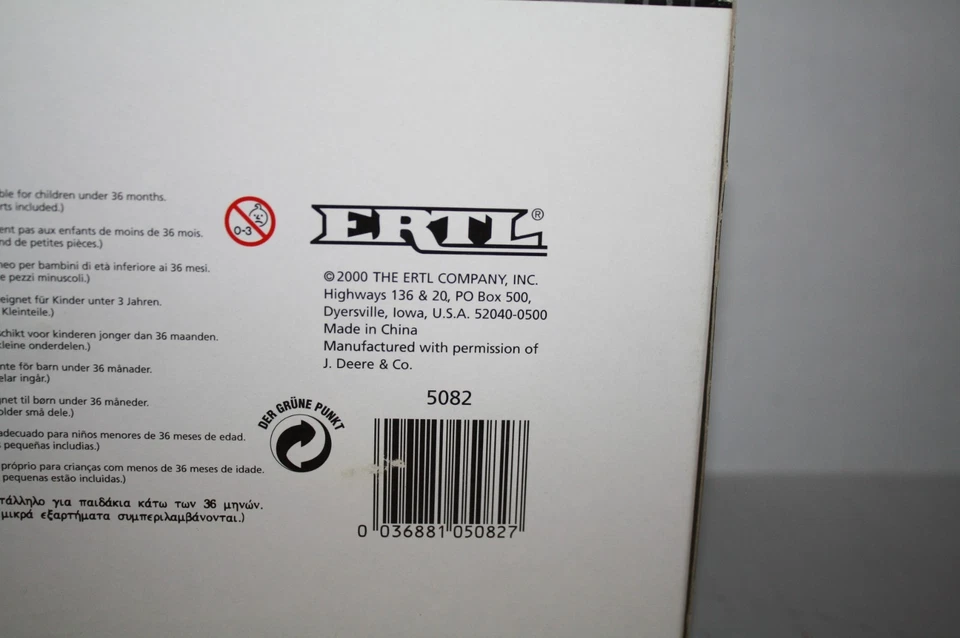 ble for children under 36 months.
rts included.)
ent pas aux enfants de moins de 36 mois.
nd de petites pièces.)
neo per bambini di età inferiore ai 36 mesi.
e pezzi minuscoli.)
eignet für Kinder unter 3 Jahren.
Kleinteile.)
chikt voor kinderen jonger dan 36 maanden.
leine onderdelen.)
nte för barn under 36 månader.
elar ingår.)
net til børn under 36 måneder.
older små dele.)
adecuado para niños menores de 36 meses de edad.
s pequeñas includias.)
próprio para crianças com menos de 36 meses de idade.
pequenas estão incluidas.)
τάλληλο για παιδάκια κάτω των 36 μηνών.
μικρά εξαρτήματα συμπεριλαμβάνονται.)
0-3
ERTL®
©2000 THE ERTL COMPANY, INC.
Highways 136 & 20, PO Box 500,
Dyersville, Iowa, U.S.A. 52040-0500
Made in China
Manufactured with permission of
J. Deere & Co.
5082
DER GRÜNE PUNKT
0 036881 050827